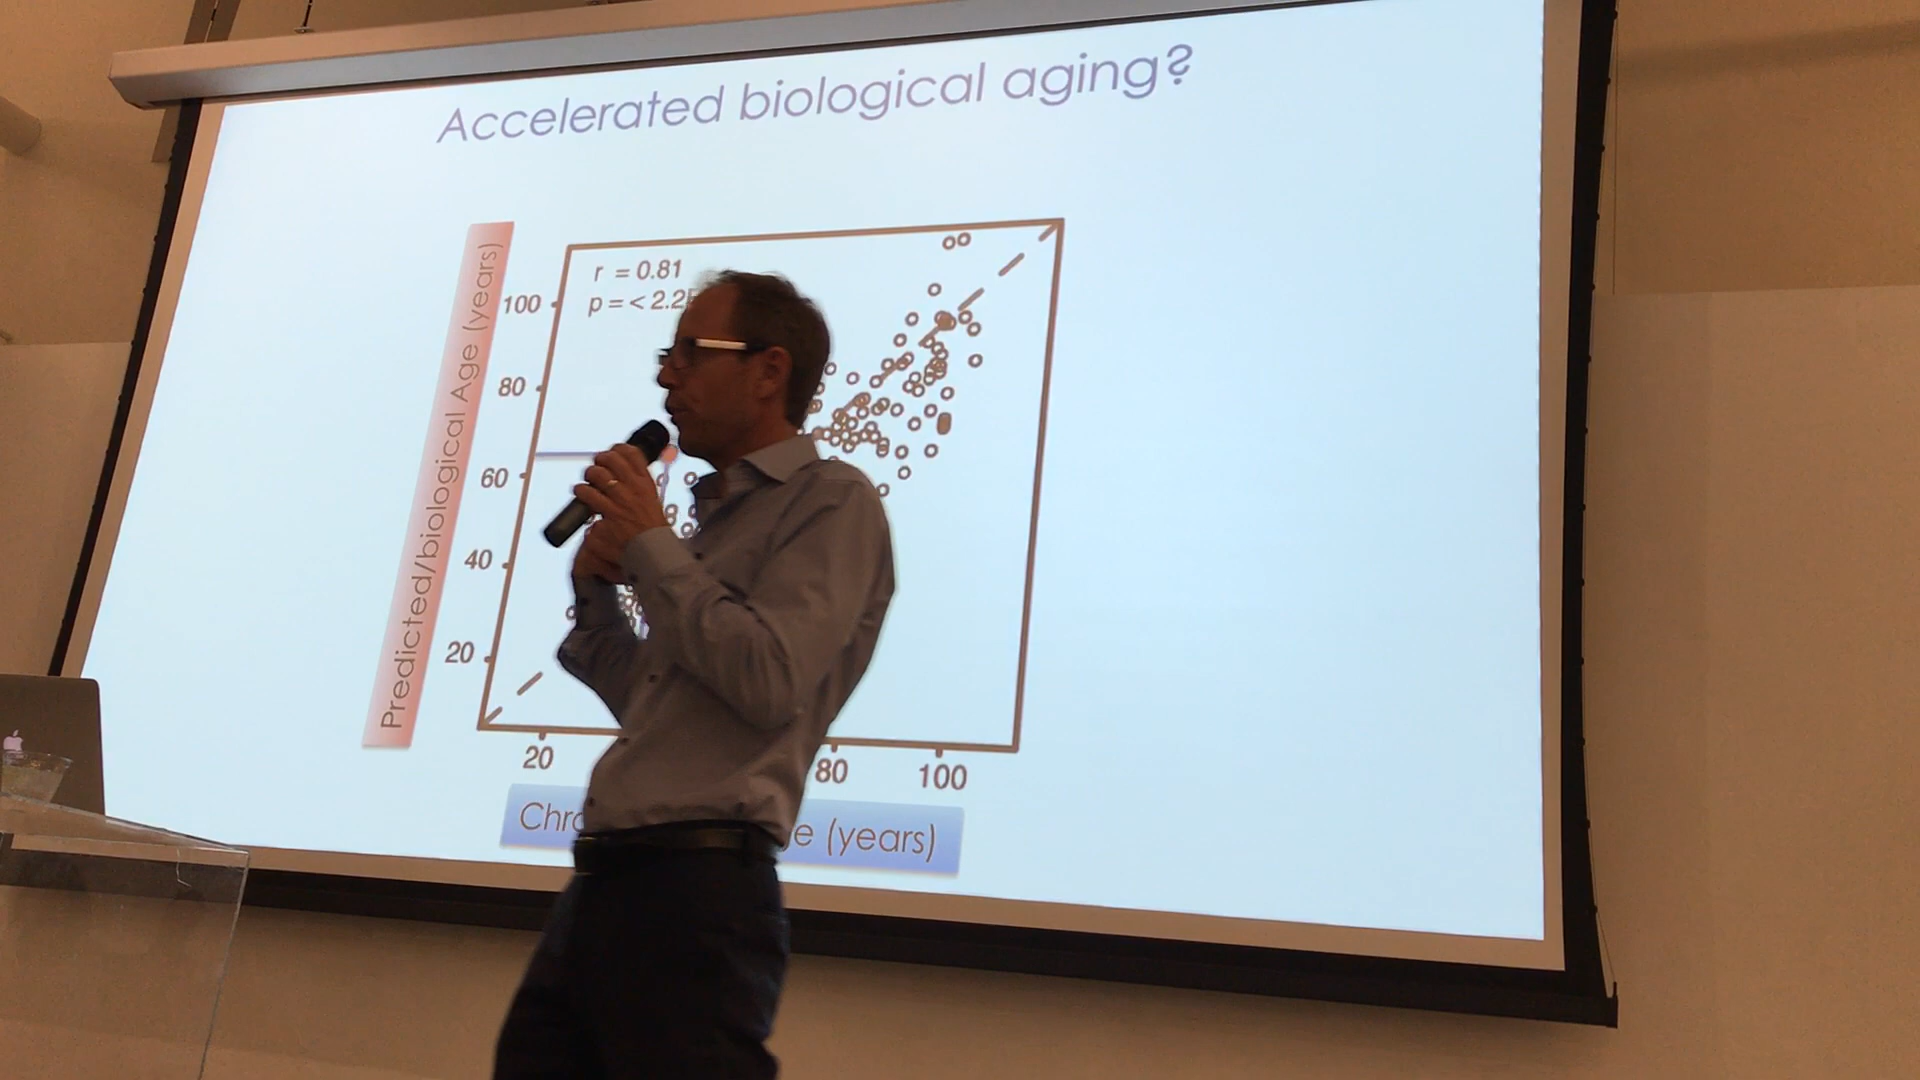 Accelerated biological aging?
Predicted/biological Age (years)
r = 0.81
p = < 2.2
100
80
60
40
20
20
80
100
(years)